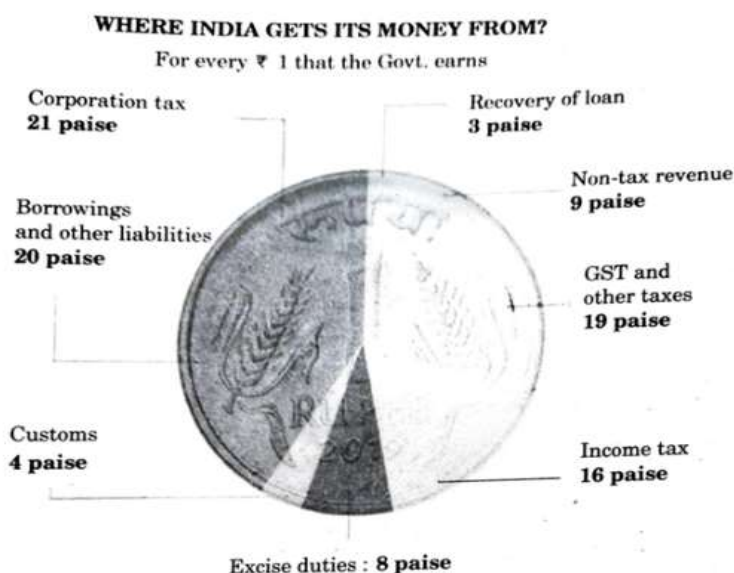 WHERE INDIA GETS ITS MONEY FROM?
For every ₹ 1 that the Govt. earns
Corporation tax
21 paise
Recovery of loan
3 paise
Non-tax revenue
9 paise
Borrowings
and other liabilities
20 paise
GST and
other taxes
19 paise
Customs
4 paise
Income tax
16 paise
Excise duties : 8 paise